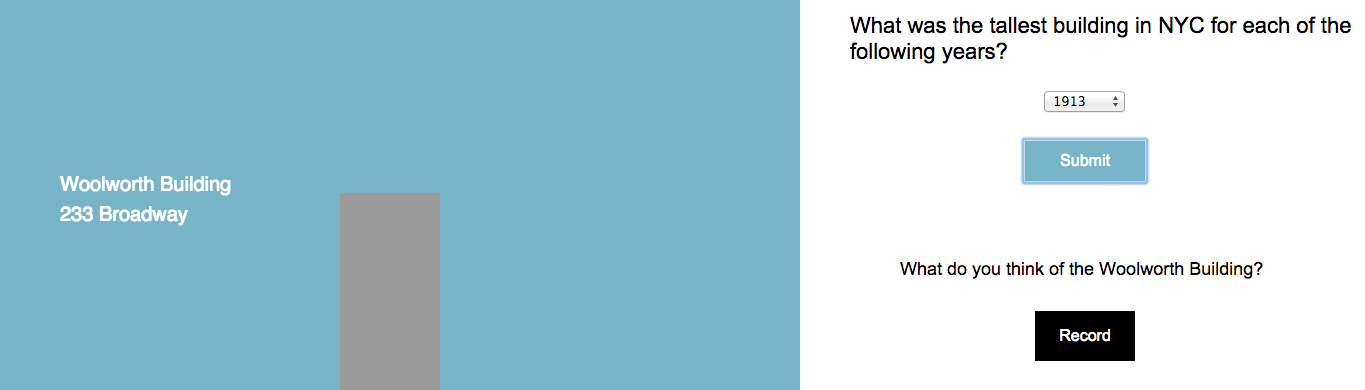 Woolworth Building
233 Broadway
What was the tallest building in NYC for each of the
following years?
1913
Submit
What do you think of the Woolworth Building?
Record